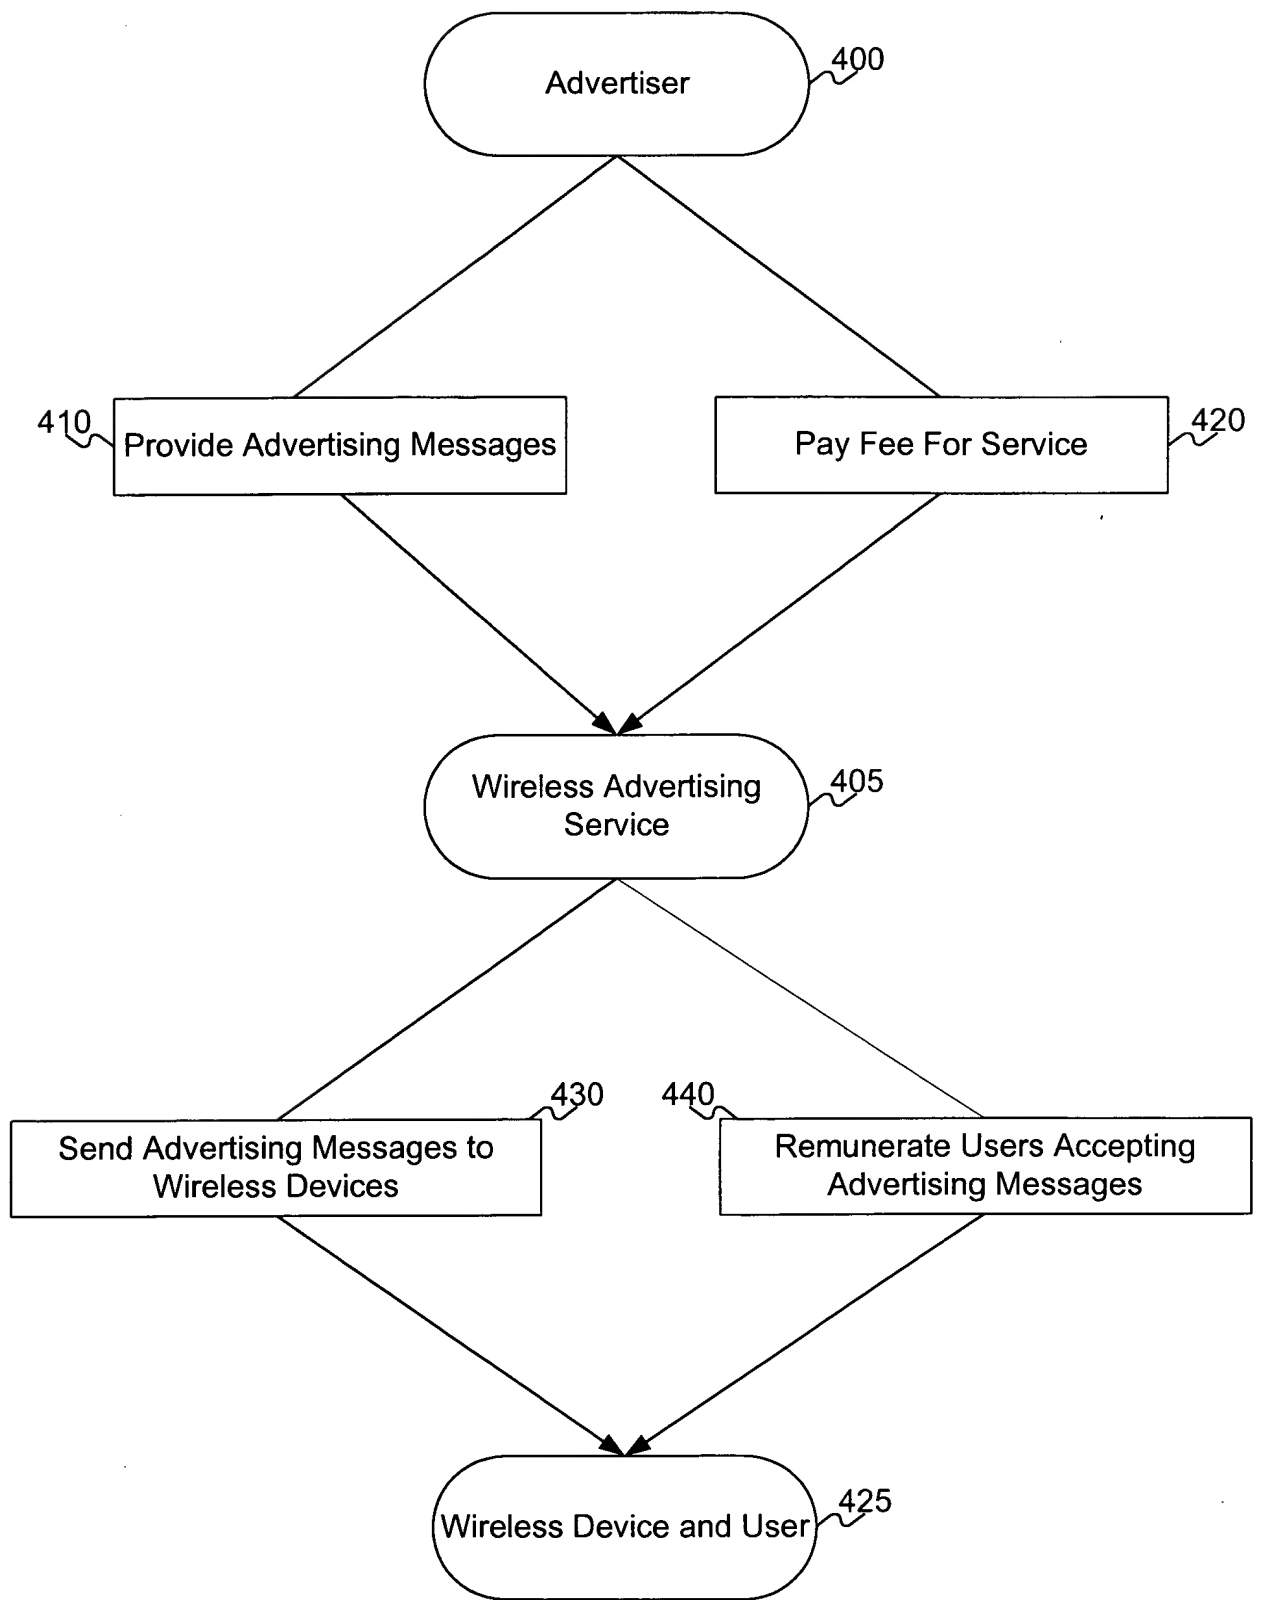 Advertiser
400
410
Provide Advertising Messages
Pay Fee For Service
420
Wireless Advertising
Service
405
430
Send Advertising Messages to
Wireless Devices
440
Remunerate Users Accepting
Advertising Messages
Wireless Device and User
425